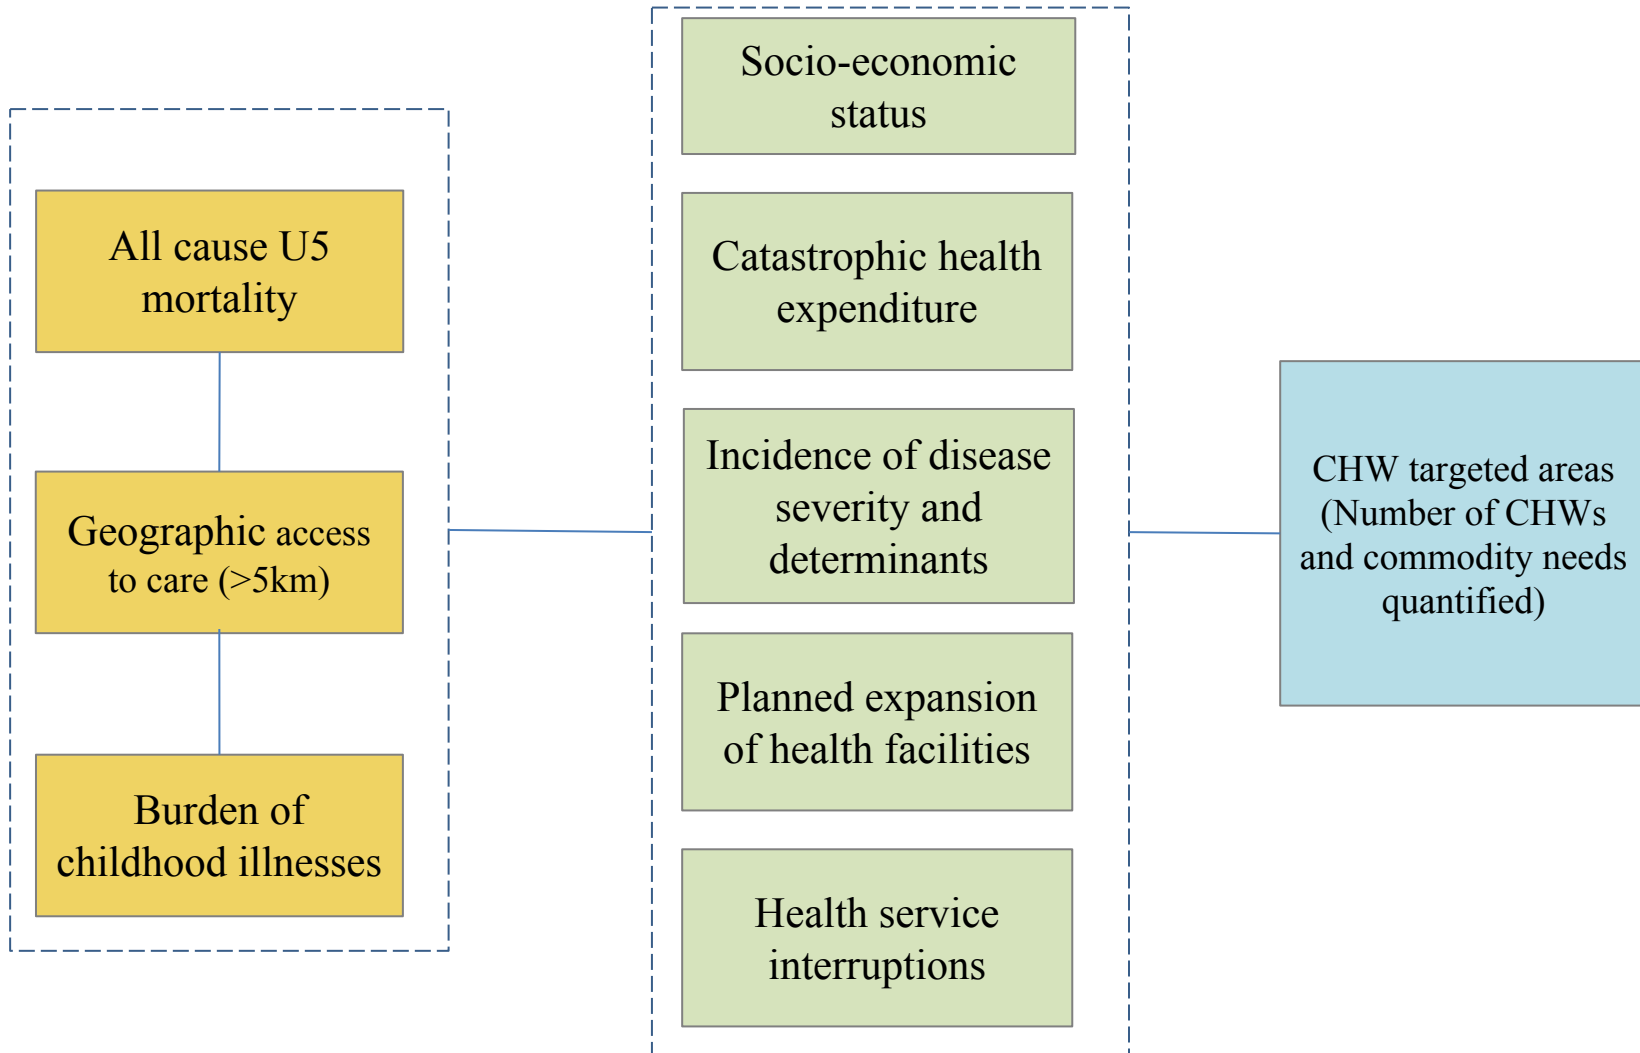 All cause U5
mortality
Geographic access
to care (>5km)
Burden of
childhood illnesses
Socio-economic
status
Catastrophic health
expenditure
Incidence of disease
severity and
determinants
Planned expansion
of health facilities
Health service
interruptions
CHW targeted areas
(Number of CHWs
and commodity needs
quantified)